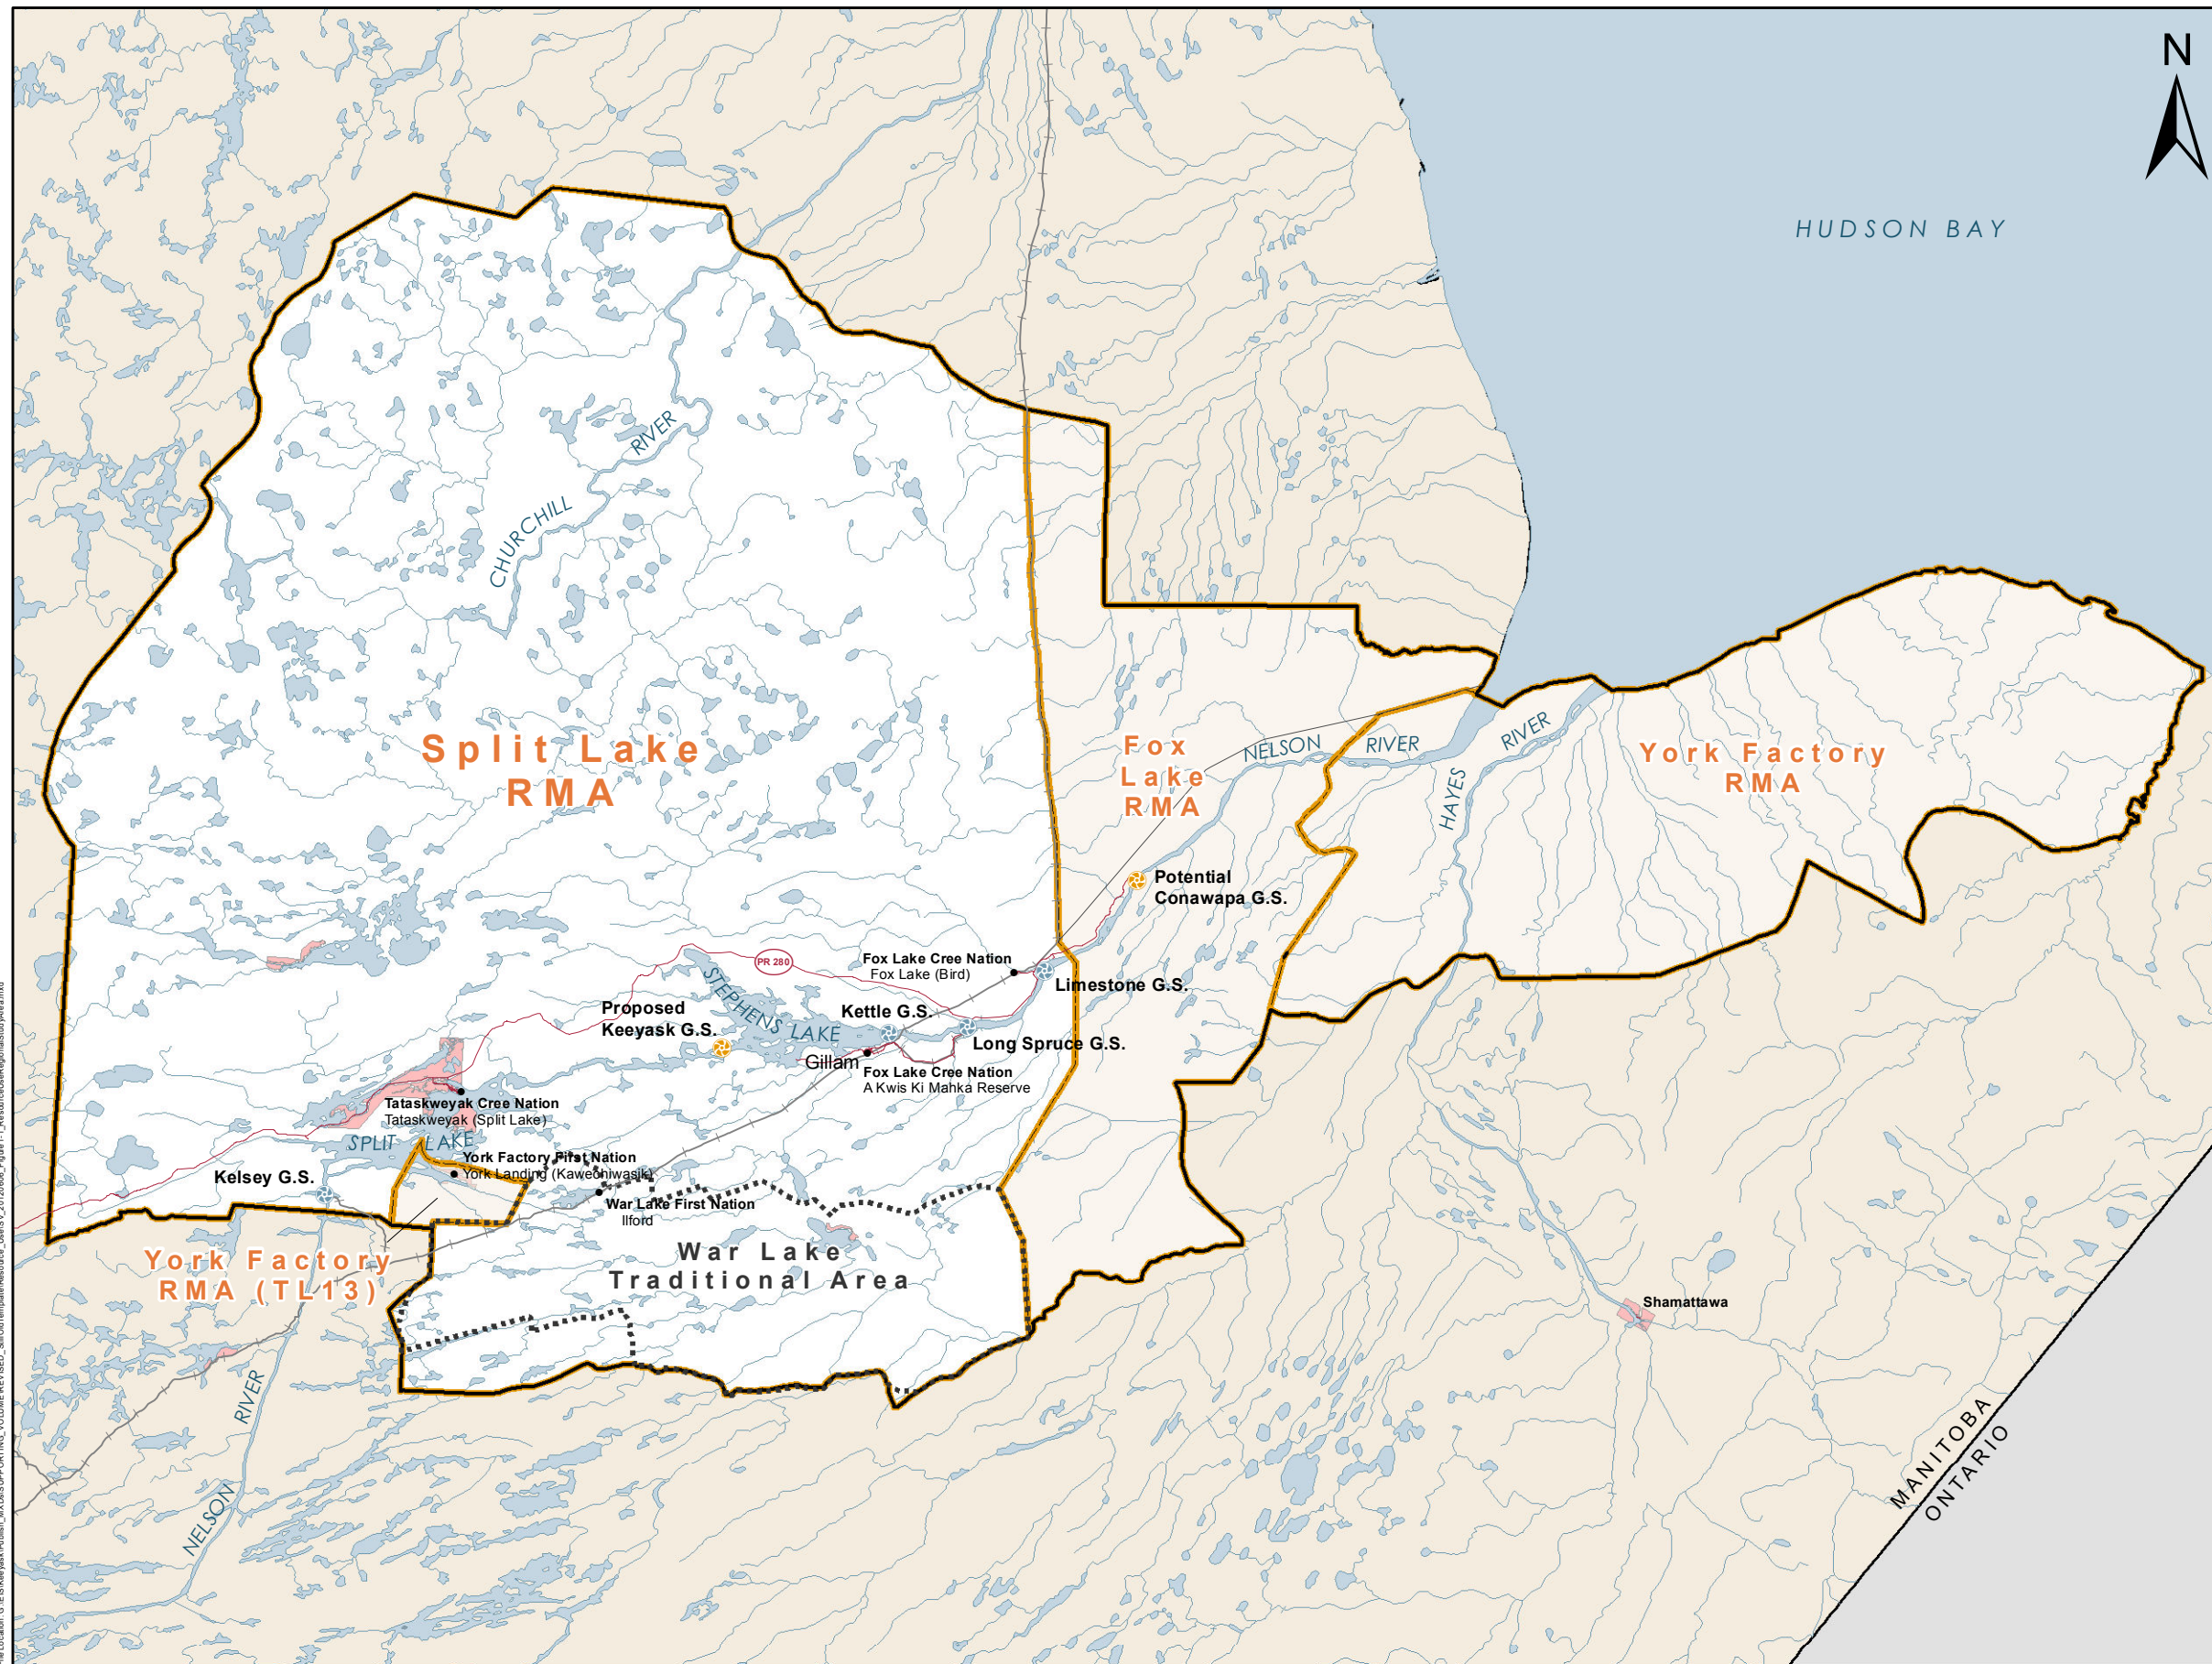 N
HUDSON BAY
CHURCHILL RIVER
Split Lake
RMA
Fox
Lake
RMA
NELSON RIVER
HAYES RIVER
York Factory
RMA
Potential
Conawapa G.S.
PR 280
Fox Lake Cree Nation
Fox Lake (Bird)
Limestone G.S.
STEPHENS LAKE
Proposed
Keeyask G.S.
Kettle G.S.
Long Spruce G.S.
Gillam
Fox Lake Cree Nation
A Kwis Ki Mahka Reserve
Tataskweyak Cree Nation
Tataskweyak (Split Lake)
SPLIT LAKE
York Factory First Nation
York Landing (Kawechiwasik)
Kelsey G.S.
War Lake First Nation
Ilford
York Factory
RMA (TL13)
War Lake
Traditional Area
Shamattawa
NELSON RIVER
MANITOBA
ONTARIO